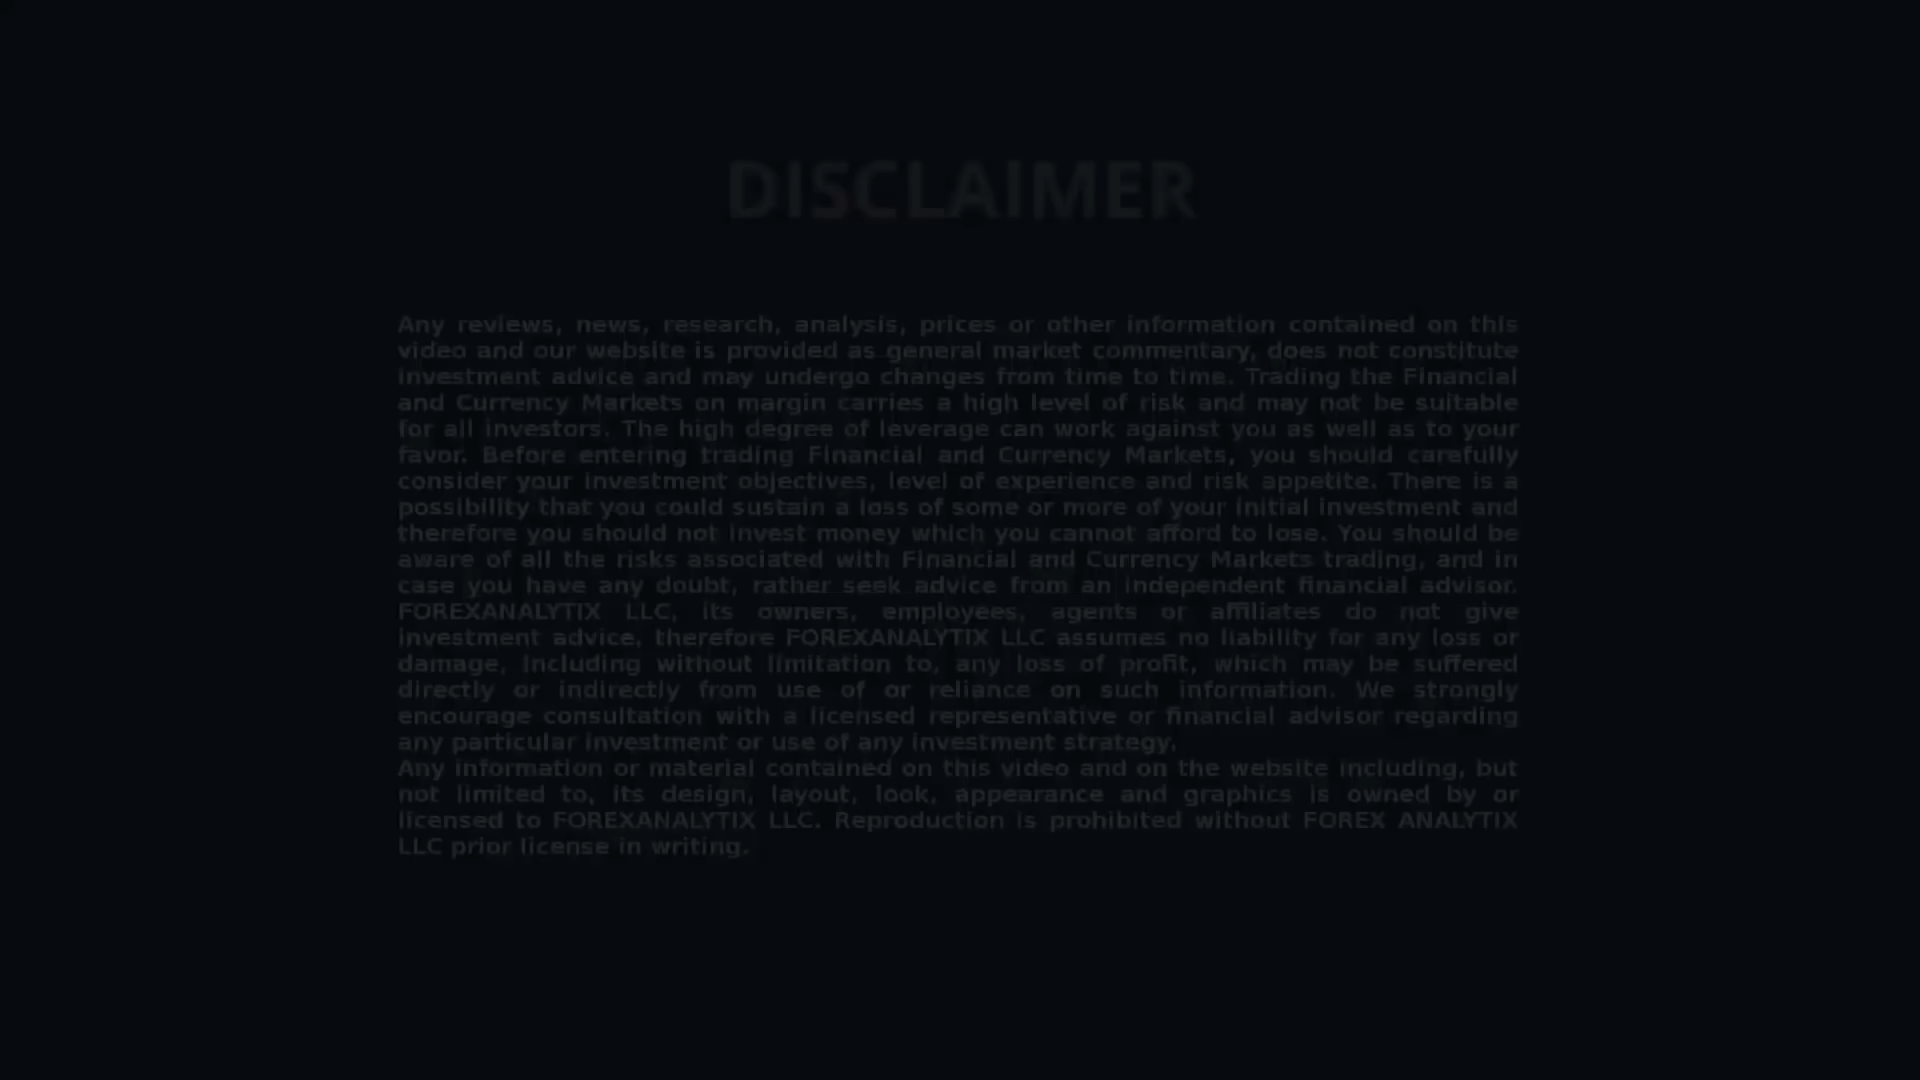 DISCLAIMER
Any reviews, news, research, analysis, prices or other information contained on this
video and our website is provided as general market commentary, does not constitute
investment advice and may undergo changes from time to time. Trading the Financial
and Currency Markets on margin carries a high level of risk and may not be suitable
for all investors. The high degree of leverage can work against you as well as to your
favor. Before entering trading Financial and Currency Markets, you should carefully
consider your investment objectives, level of experience and risk appetite. There is a
possibility that you could sustain a loss of some or more of your initial investment and
therefore you should not invest money which you cannot afford to lose. You should be
aware of all the risks associated with Financial and Currency Markets trading, and in
case you have any doubt, rather seek advice from an independent financial advisor.
FOREXANALYTIX LLC, its owners, employees, agents or affiliates do not give
investment advice, therefore FOREXANALYTIX LLC assumes no liability for any loss or
damage, including without limitation to, any loss of profit, which may be suffered
directly or indirectly from use of or reliance on such information. We strongly
encourage consultation with a licensed representative or financial advisor regarding
any particular investment or use of any investment strategy.
Any information or material contained on this video and on the website including, but
not limited to, its design, layout, look, appearance and graphics is owned by or
licensed to FOREXANALYTIX LLC. Reproduction is prohibited without FOREX ANALYTIX
LLC prior license in writing.